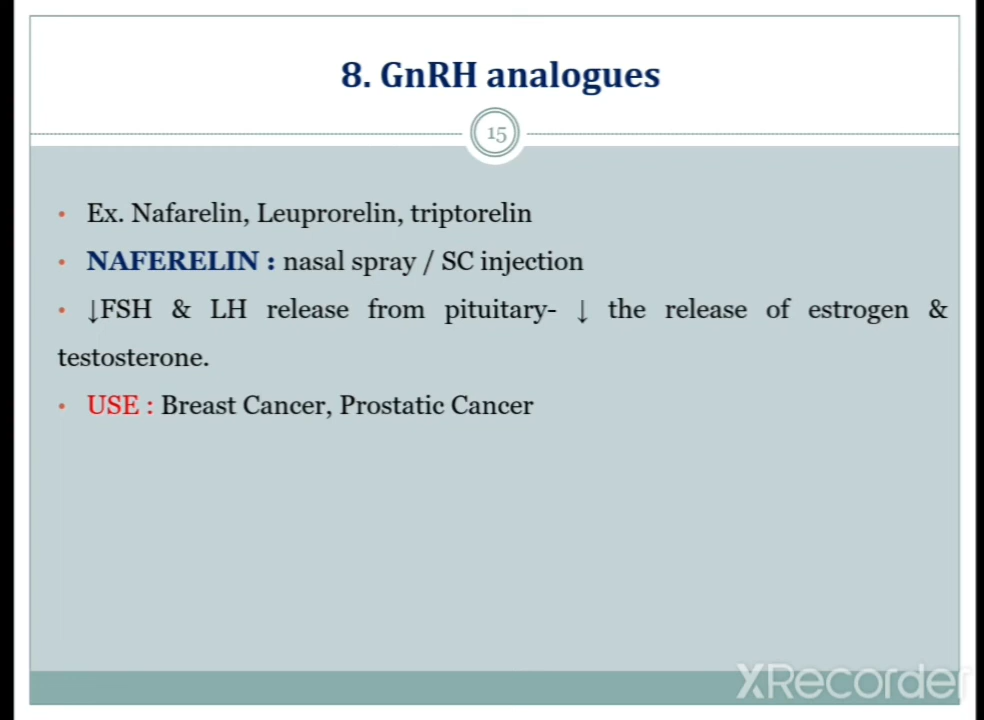 8. GnRH analogues
15
• Ex. Nafarelin, Leuprorelin, triptorelin
• NAFERELIN : nasal spray / SC injection
• ↓FSH & LH release from pituitary- ↓ the release of estrogen &
testosterone.
• USE : Breast Cancer, Prostatic Cancer
XRecorder